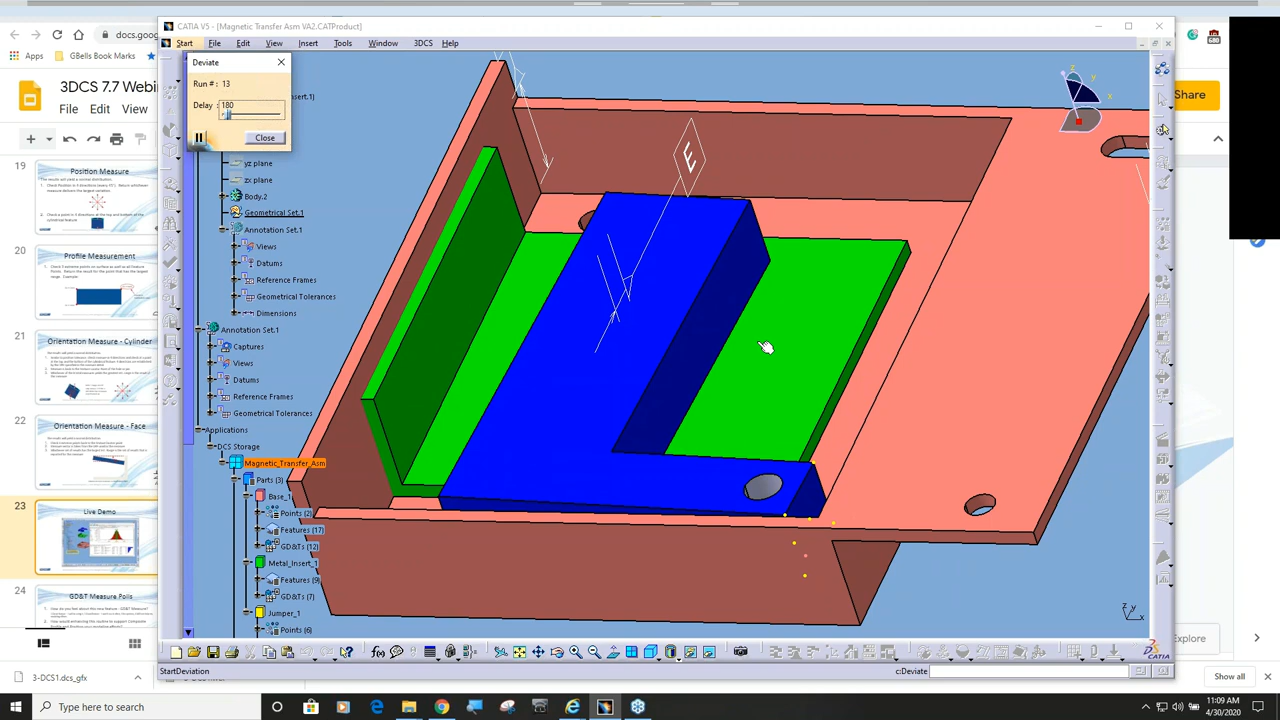 CATIA V5 - [Magnetic Transfer Asm VA2.CATProduct]
docs.goog
Apps
GBells Book Marks
3DCS 7.7 Webi
File
Edit
View
Share
Start
File
Edit
View
Insert
Tools
Window
3DCS
Help
Deviate
Run # : 13
Delay : 180
Close
yz plane
zx plane
Body.2
Geometrical Set.1
Annotation Set.1
Views
Datums
Reference Frames
Geometrical Tolerances
Dimensions
Annotation Set.1
Captures
Views
Datums
Reference Frames
Geometrical Tolerances
Applications
DCS Storage
Magnetic_Transfer_Asm
Parts (3)
Base_1
Points (2)
Features (17)
GD&Ts (12)
Metal_Insert_1
Features (9)
GD&Ts (7)
Jumper_1
Points (6)
E
z
y
x
19
Position Measure
20
Profile Measurement
21
Orientation Measure - Cylinder
22
Orientation Measure - Face
23
Live Demo
24
GD&T Measure Polls
StartDeviation
c:Deviate
Explore
3-DCS1.dcs_gfx
Show all
Type here to search
11:09 AM
4/30/2020